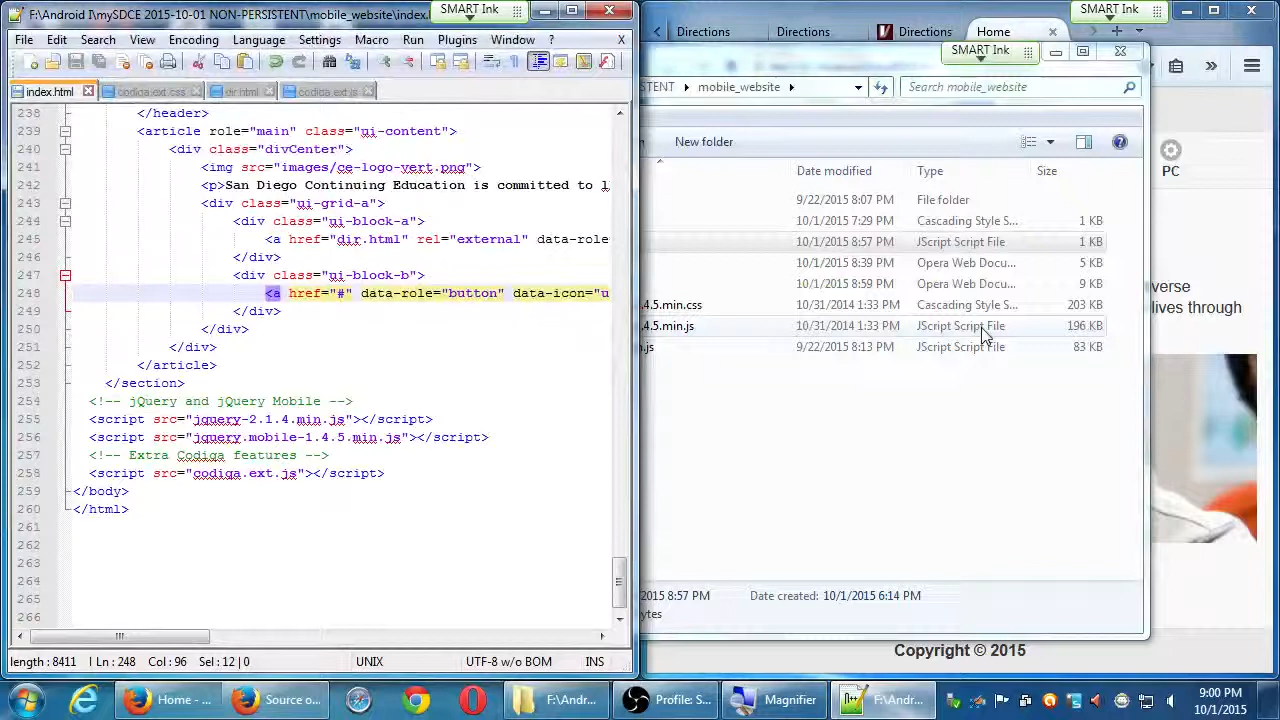 F:\Android I\mySDCE 2015-10-01 NON-PERSISTENT\mobile_website\index.l
SMART Ink
File Edit Search View Encoding Language Settings Macro Run Plugins Window ? X
index.html codiqa.ext.css dir.html codiqa.ext.js
238 </header>
239 <article role="main" class="ui-content">
240 <div class="divCenter">
241 <img src="images/ce-logo-vert.png">
242 <p>San Diego Continuing Education is committed to l
243 <div class="ui-grid-a">
244 <div class="ui-block-a">
245 <a href="dir.html" rel="external" data-role
246 </div>
247 <div class="ui-block-b">
248 <a href="#" data-role="button" data-icon="u
249 </div>
250 </div>
251 </div>
252 </article>
253 </section>
254 <!-- jQuery and jQuery Mobile -->
255 <script src="jquery-2.1.4.min.js"></script>
256 <script src="jquery.mobile-1.4.5.min.js"></script>
257 <!-- Extra Codiqa features -->
258 <script src="codiqa.ext.js"></script>
259 </body>
260 </html>
261
262
263
264
265
266
length : 8411 l Ln : 248 Col : 96 Sel : 12 | 0 UNIX UTF-8 w/o BOM INS
Directions Directions Directions Home
SMART Ink
SMART Ink
TENT mobile_website Search mobile_website
New folder
Date modified Type Size
9/22/2015 8:07 PM File folder
10/1/2015 7:29 PM Cascading Style S... 1 KB
10/1/2015 8:57 PM JScript Script File 1 KB
10/1/2015 8:39 PM Opera Web Docu... 5 KB
10/1/2015 8:57 PM Opera Web Docu... 9 KB
.4.5.min.css 10/31/2014 1:33 PM Cascading Style S... 203 KB
.4.5.min.js 10/31/2014 1:33 PM JScript Script File 196 KB
n.js 9/22/2015 8:13 PM JScript Script File 83 KB
2015 8:57 PM Date created: 10/1/2015 6:14 PM
ytes
PC
verse
lives through
Copyright © 2015
Home - ... Source o... F:\Andr... Profile: S... Magnifier F:\Andr...
9:00 PM
10/1/2015